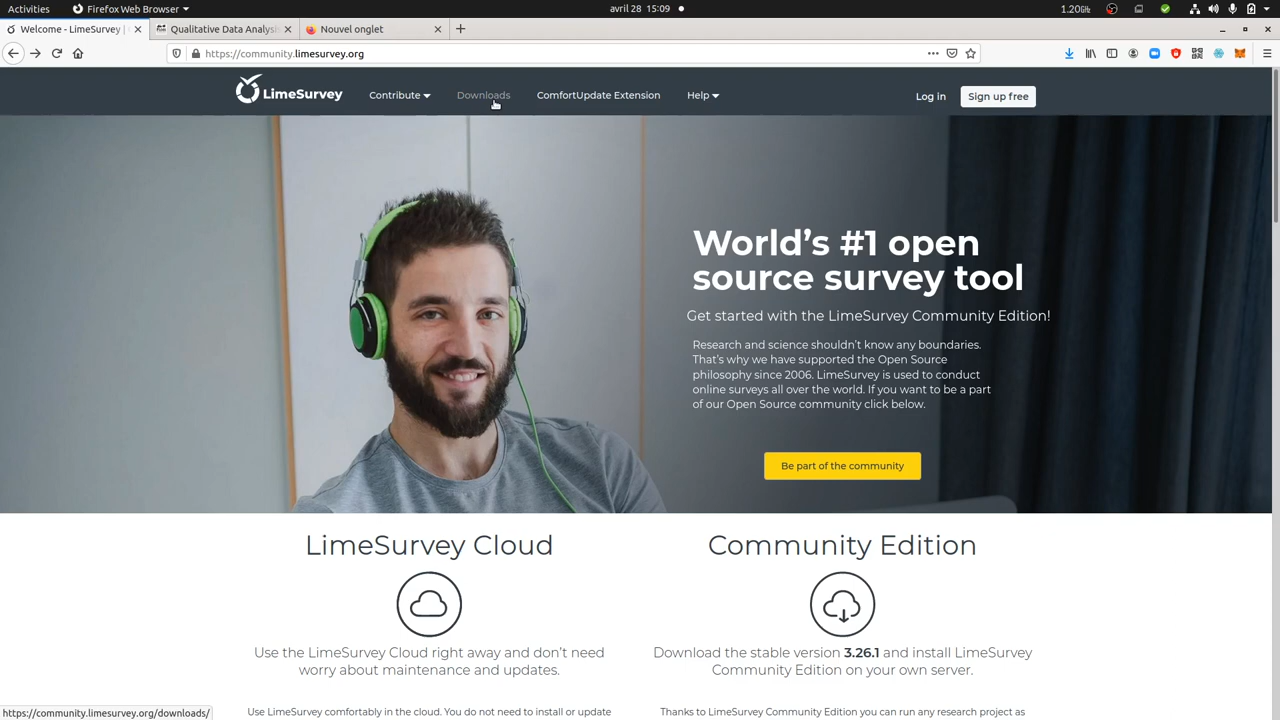 Activities
Firefox Web Browser
avril 28 15:09
1.20GHz
Welcome - LimeSurvey |
Qualitative Data Analysi
Nouvel onglet
https://community.limesurvey.org
LimeSurvey
Contribute
Downloads
ComfortUpdate Extension
Help
Log in
Sign up free
World's #1 open
source survey tool
Get started with the LimeSurvey Community Edition!
Research and science shouldn't know any boundaries.
That's why we have supported the Open Source
philosophy since 2006. LimeSurvey is used to conduct
online surveys all over the world. If you want to be a part
of our Open Source community click below.
Be part of the community
LimeSurvey Cloud
Use the LimeSurvey Cloud right away and don't need
worry about maintenance and updates.
Use LimeSurvey comfortably in the cloud. You do not need to install or update
Community Edition
Download the stable version 3.26.1 and install LimeSurvey
Community Edition on your own server.
Thanks to LimeSurvey Community Edition you can run any research project as
https://community.limesurvey.org/downloads/